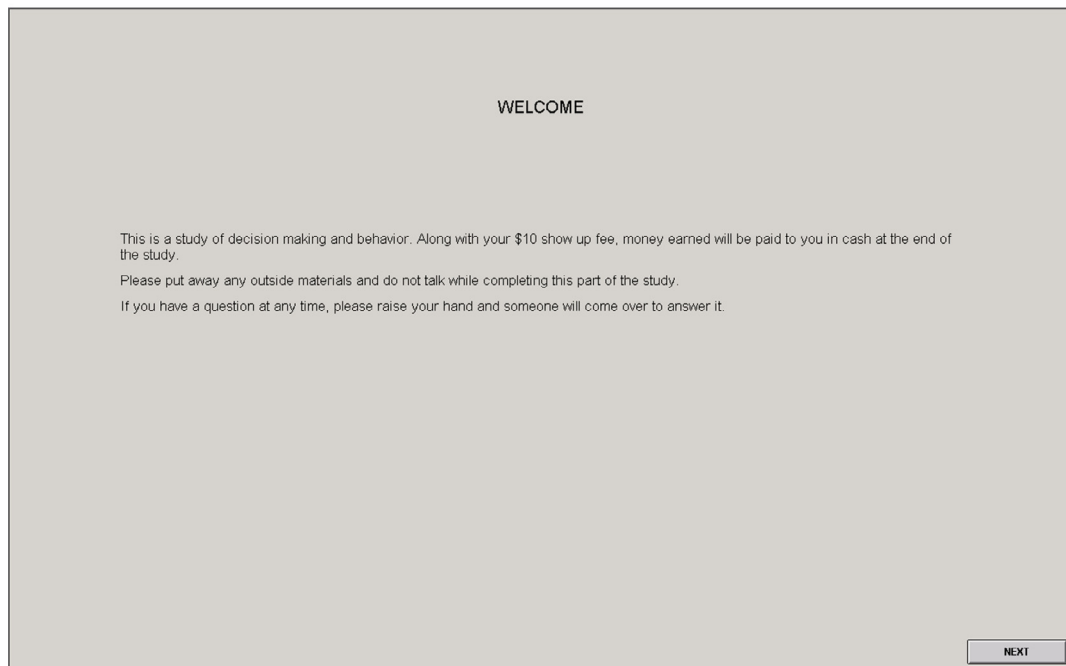 WELCOME
This is a study of decision making and behavior. Along with your $10 show up fee, money earned will be paid to you in cash at the end of
the study.
Please put away any outside materials and do not talk while completing this part of the study.
If you have a question at any time, please raise your hand and someone will come over to answer it.
NEXT